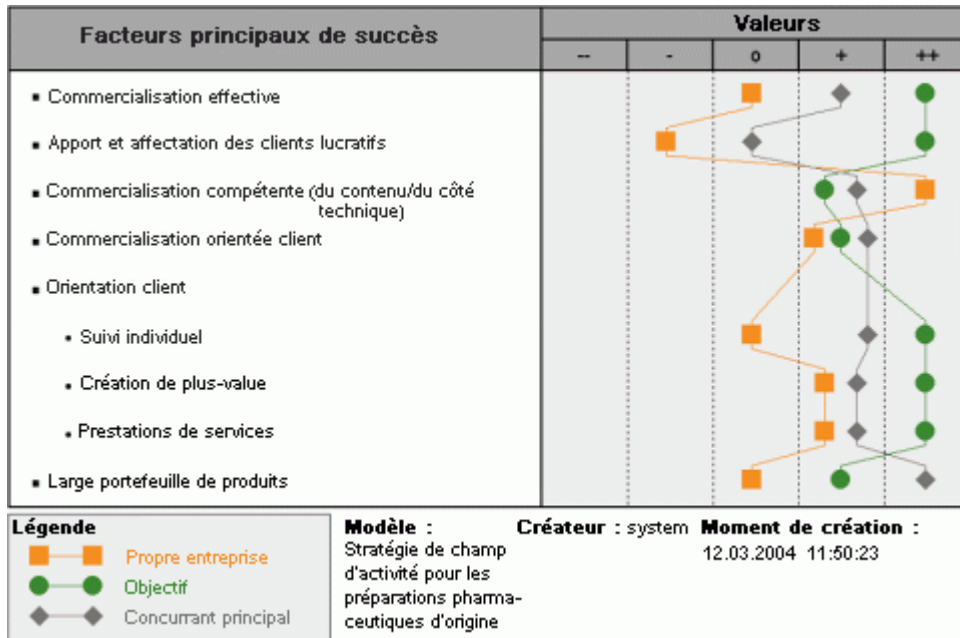 Facteurs principaux de succès
Valeurs
-- - o + ++
▪ Commercialisation effective
▪ Apport et affectation des clients lucratifs
▪ Commercialisation compétente (du contenu/du côté
technique)
▪ Commercialisation orientée client
▪ Orientation client
• Suivi individuel
• Création de plus-value
• Prestations de services
▪ Large portefeuille de produits
Légende
Propre entreprise
Objectif
Concurrant principal
Modèle :
Stratégie de champ
d'activité pour les
préparations pharma-
ceutiques d'origine
Créateur : system
Moment de création :
12.03.2004 11:50:23